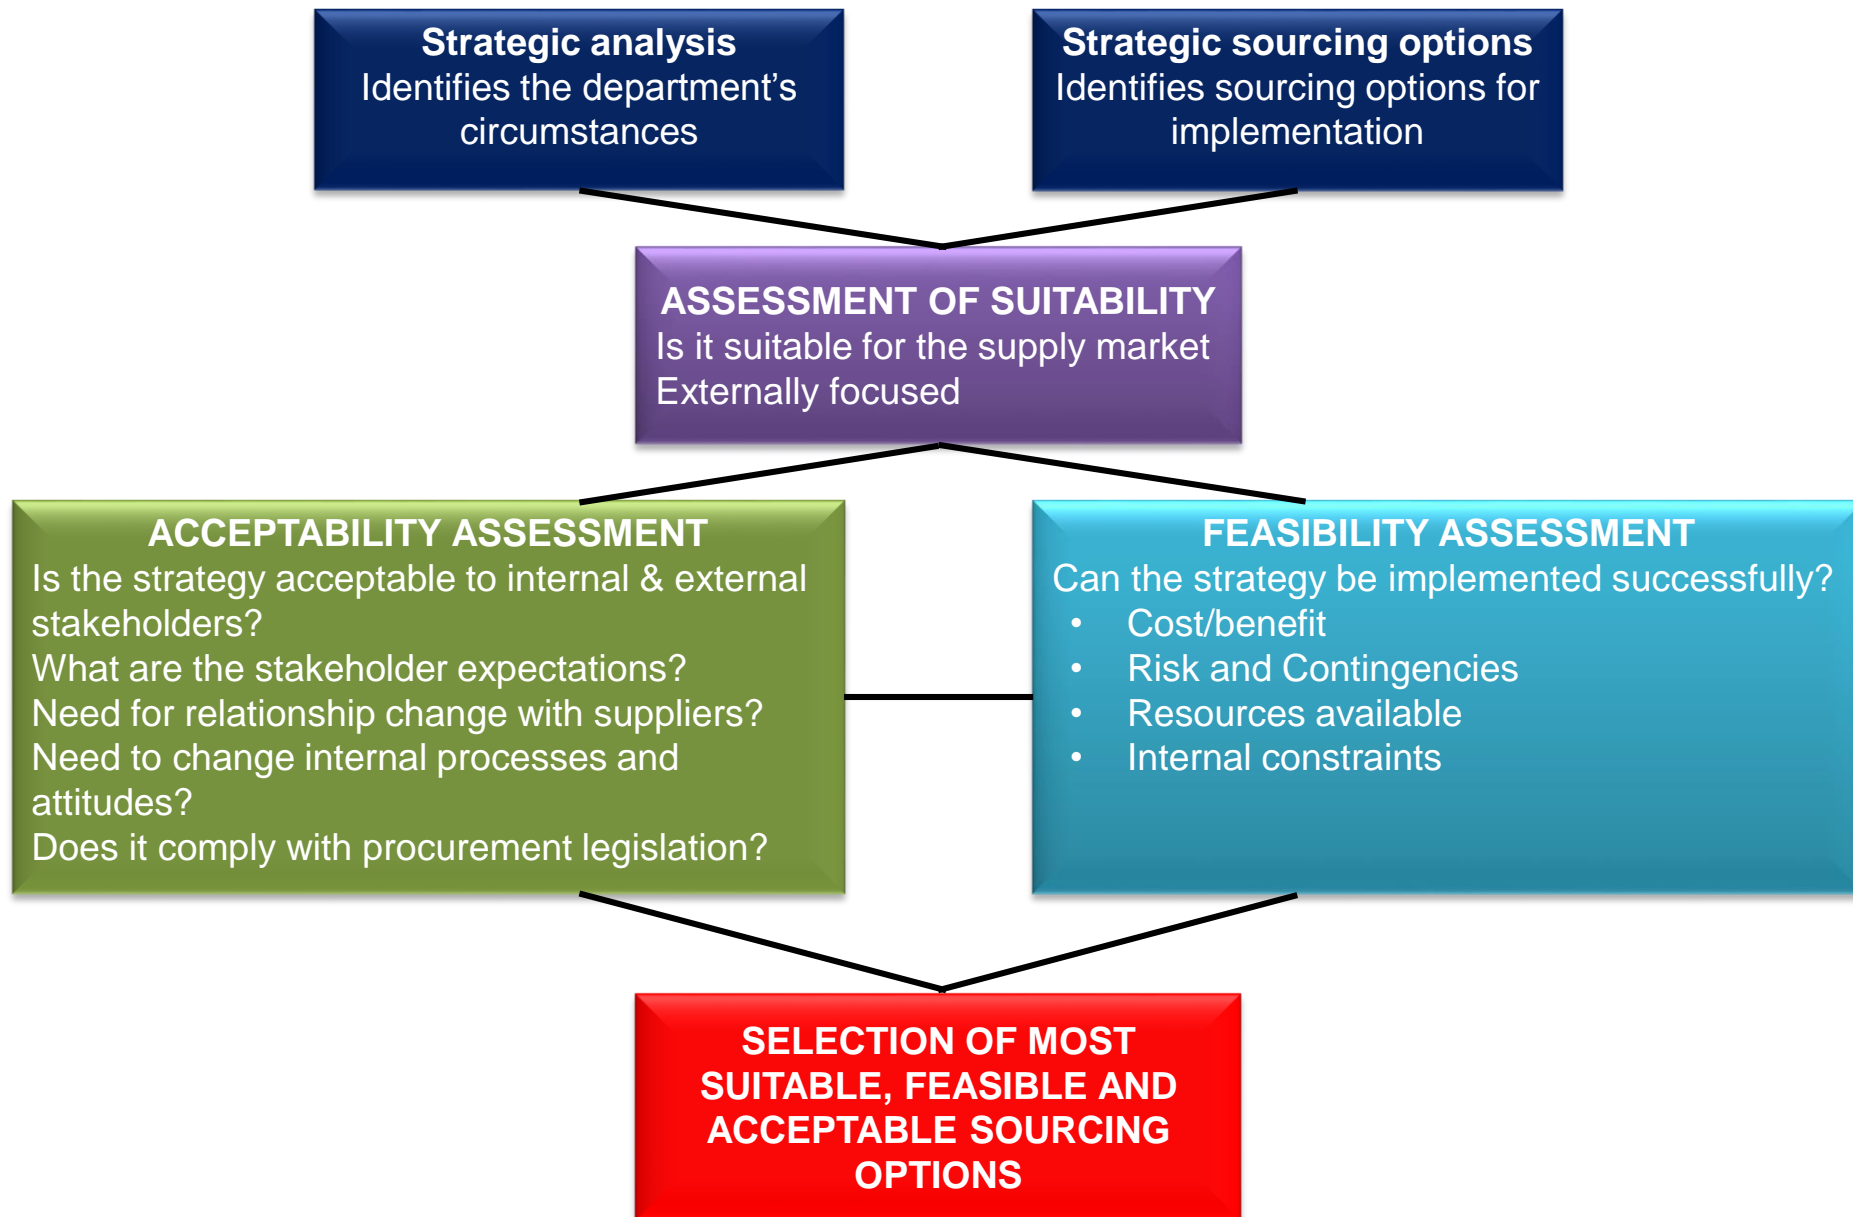 Strategic analysis
Identifies the department’s
circumstances
Strategic sourcing options
Identifies sourcing options for
implementation
ASSESSMENT OF SUITABILITY
Is it suitable for the supply market
Externally focused
ACCEPTABILITY ASSESSMENT
Is the strategy acceptable to internal & external
stakeholders?
What are the stakeholder expectations?
Need for relationship change with suppliers?
Need to change internal processes and
attitudes?
Does it comply with procurement legislation?
FEASIBILITY ASSESSMENT
Can the strategy be implemented successfully?
• Cost/benefit
• Risk and Contingencies
• Resources available
• Internal constraints
SELECTION OF MOST
SUITABLE, FEASIBLE AND
ACCEPTABLE SOURCING
OPTIONS